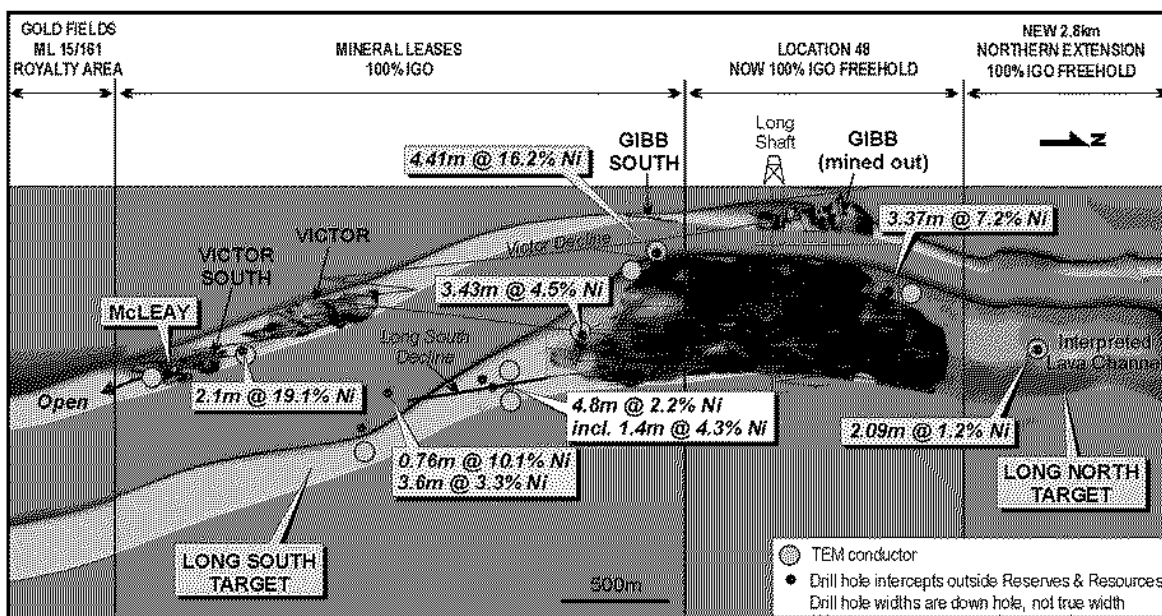 GOLD FIELDS
ML 15/161
ROYALTY AREA
MINERAL LEASES
100% IGO
LOCATION 48
NOW 100% IGO FREEHOLD
NEW 2.8km
NORTHERN EXTENSION
100% IGO FREEHOLD
N
4.41m @ 16.2% Ni
GIBB
SOUTH
Long
Shaft
GIBB
(mined out)
3.37m @ 7.2% Ni
VICTOR
Victor Decline
VICTOR
SOUTH
3.43m @ 4.5% Ni
McLEAY
Long South
Decline
Interpreted
Lava Channel
Open
2.1m @ 19.1% Ni
4.8m @ 2.2% Ni
incl. 1.4m @ 4.3% Ni
2.09m @ 1.2% Ni
0.76m @ 10.1% Ni
3.6m @ 3.3% Ni
LONG NORTH
TARGET
LONG SOUTH
TARGET
500m
TEM conductor
Drill hole intercepts outside Reserves & Resources
Drill hole widths are down hole, not true width